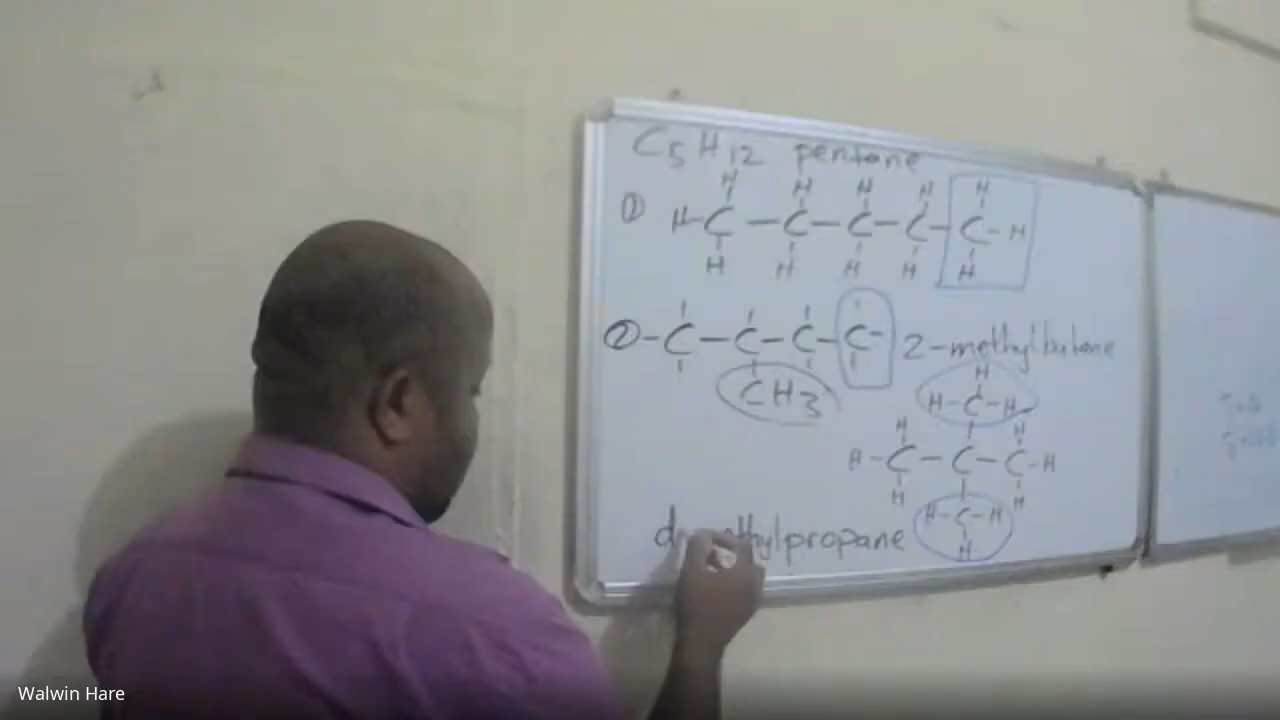 C5H12 pentane
①
H H H H H
H-C-C-C-C-C-H
H H H H H
② -C-C-C-C- 2-methylbutane
CH3
H
H-C-H
H H
H-C-C-C-H
H H
H-C-H
H
dimethylpropane
Walwin Hare